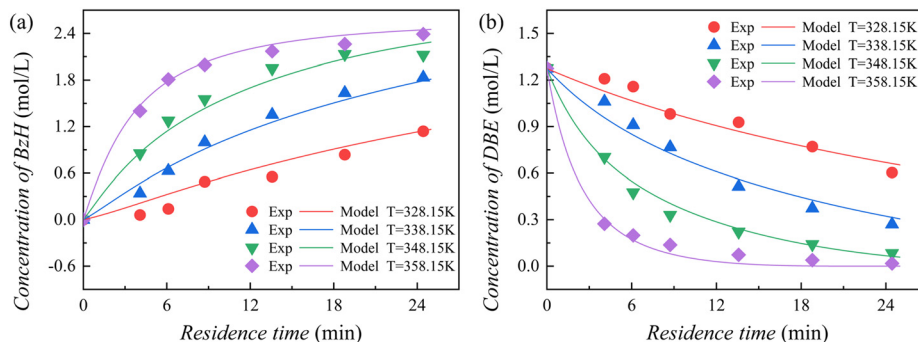 (a)
Concentration of BzH (mol/L)
2.4
1.8
1.2
0.6
0.0
-0.6
Exp Model T=328.15K
Exp Model T=338.15K
Exp Model T=348.15K
Exp Model T=358.15K
0 6 12 18 24
Residence time (min)
(b)
Concentration of DBE (mol/L)
1.5
1.2
0.9
0.6
0.3
0.0
Exp Model T=328.15K
Exp Model T=338.15K
Exp Model T=348.15K
Exp Model T=358.15K
0 6 12 18 24
Residence time (min)